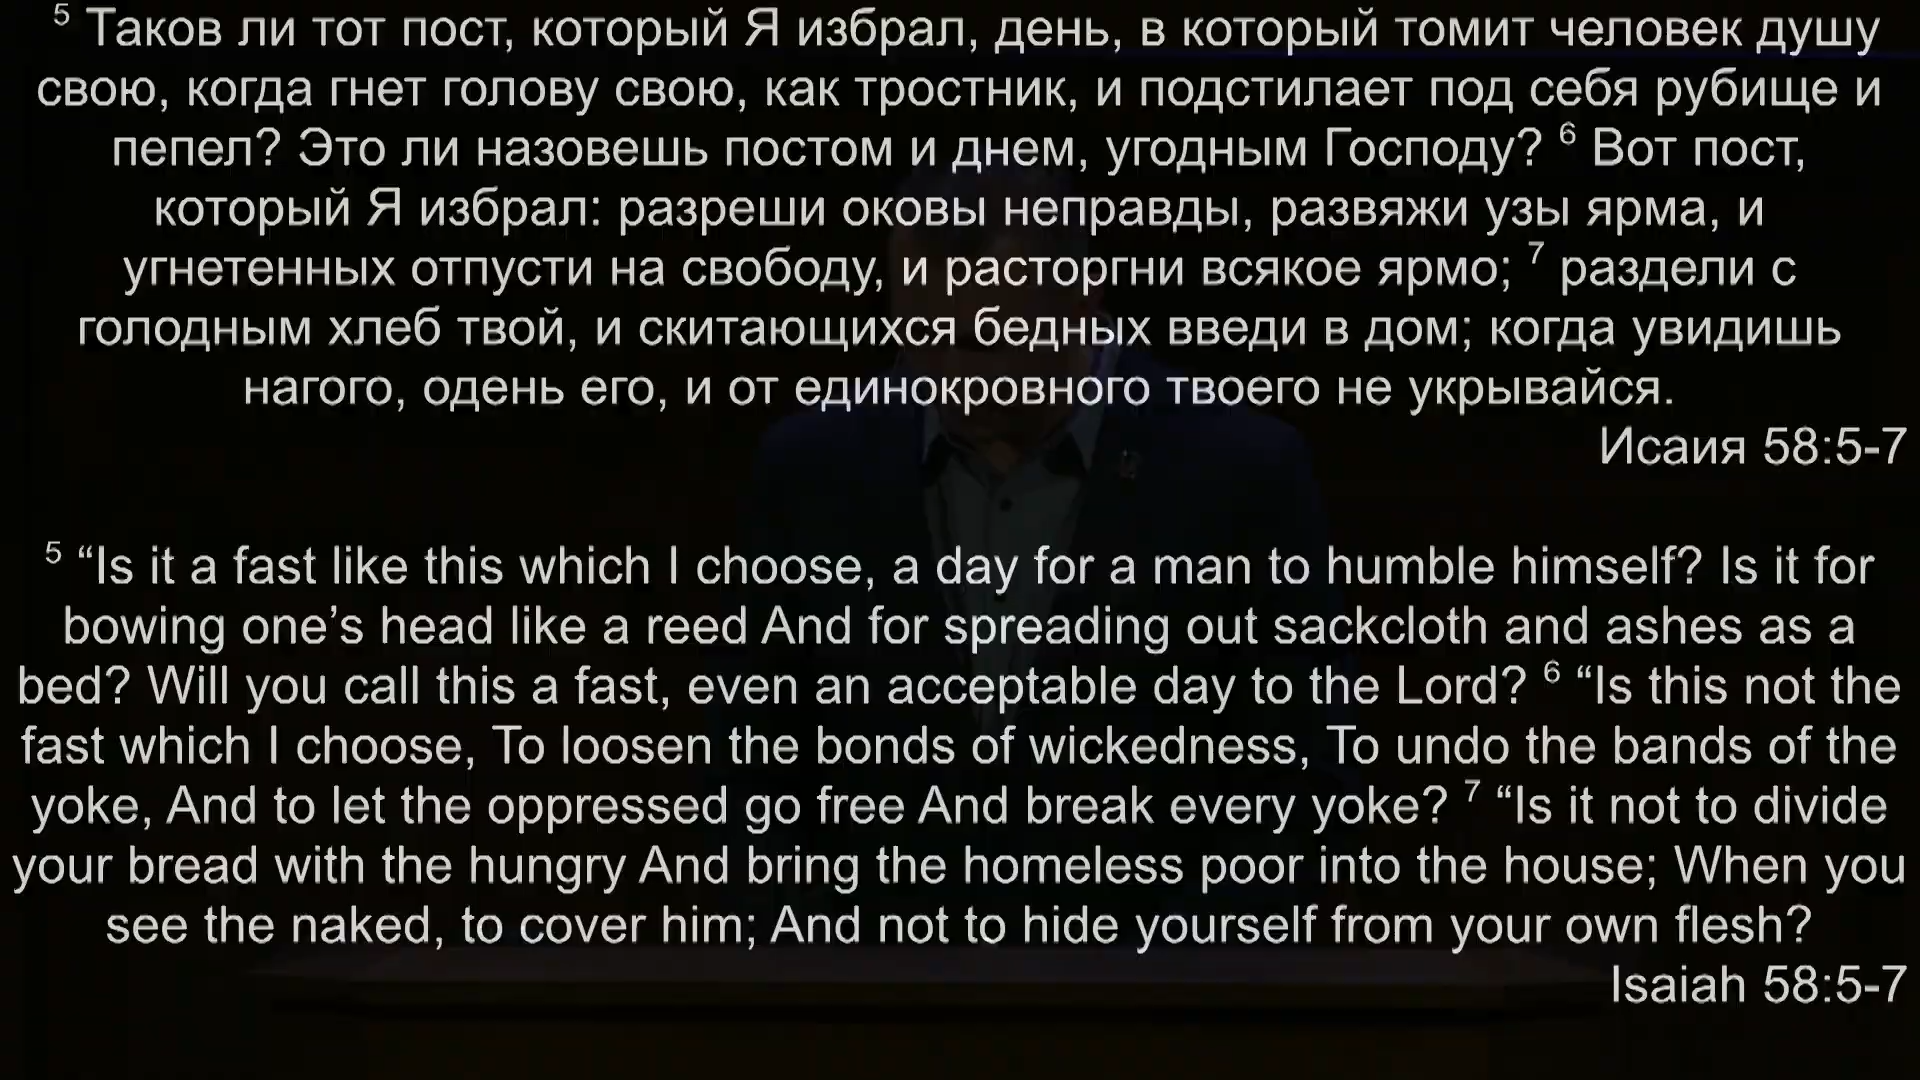 5 Таков ли тот пост, который Я избрал, день, в который томит человек душу
свою, когда гнет голову свою, как тростник, и подстилает под себя рубище и
пепел? Это ли назовешь постом и днем, угодным Господу? 6 Вот пост,
который Я избрал: разреши оковы неправды, развяжи узы ярма, и
угнетенных отпусти на свободу, и расторгни всякое ярмо; 7 раздели с
голодным хлеб твой, и скитающихся бедных введи в дом; когда увидишь
нагого, одень его, и от единокровного твоего не укрывайся.
Исаия 58:5-7
5 “Is it a fast like this which I choose, a day for a man to humble himself? Is it for
bowing one’s head like a reed And for spreading out sackcloth and ashes as a
bed? Will you call this a fast, even an acceptable day to the Lord? 6 “Is this not the
fast which I choose, To loosen the bonds of wickedness, To undo the bands of the
yoke, And to let the oppressed go free And break every yoke? 7 “Is it not to divide
your bread with the hungry And bring the homeless poor into the house; When you
see the naked, to cover him; And not to hide yourself from your own flesh?
Isaiah 58:5-7